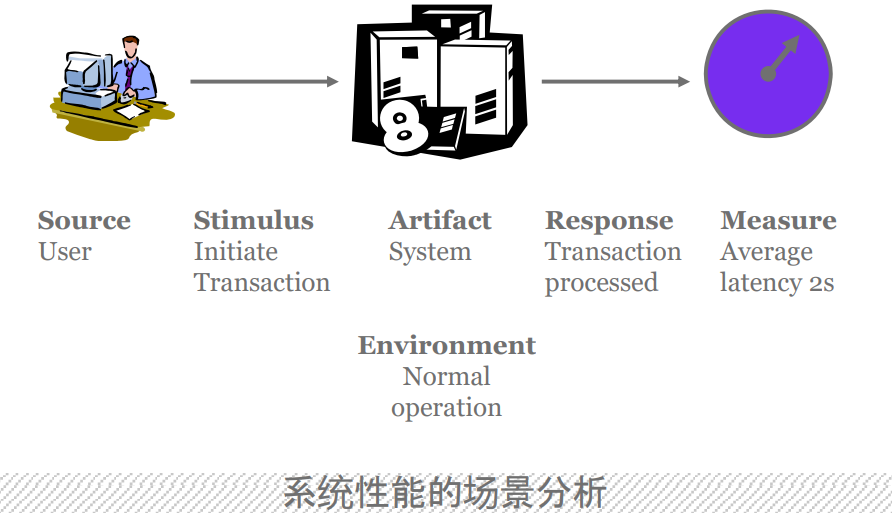 Source
User
Stimulus
Initiate
Transaction
Artifact
System
Response
Transaction
processed
Measure
Average
latency 2s
Environment
Normal
operation
系统性能的场景分析